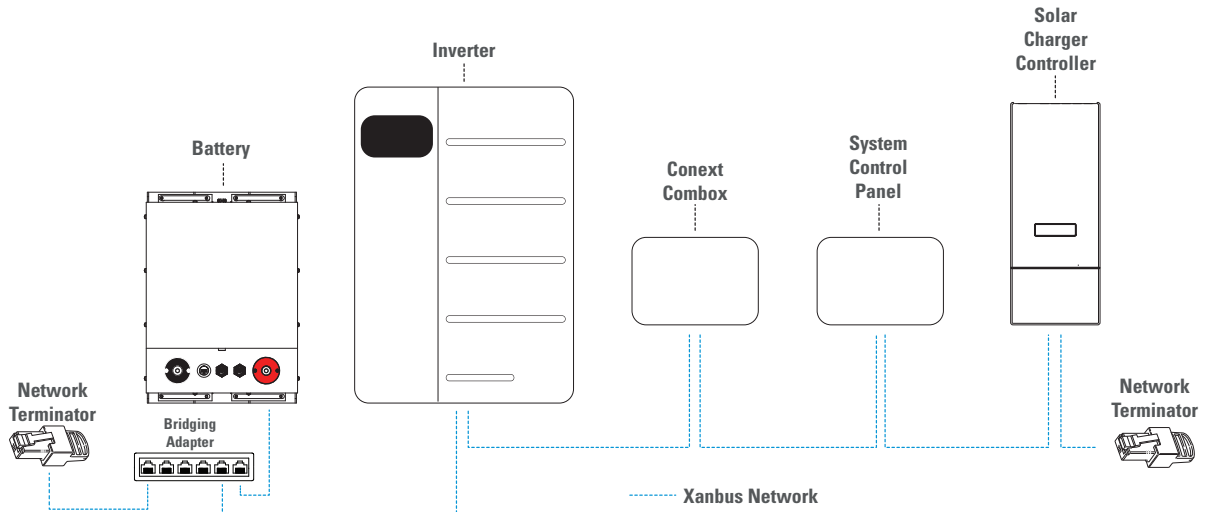 Solar
Charger
Controller
Inverter
Battery
Conext
Combox
System
Control
Panel
Network
Terminator
Bridging
Adapter
Network
Terminator
Xanbus Network